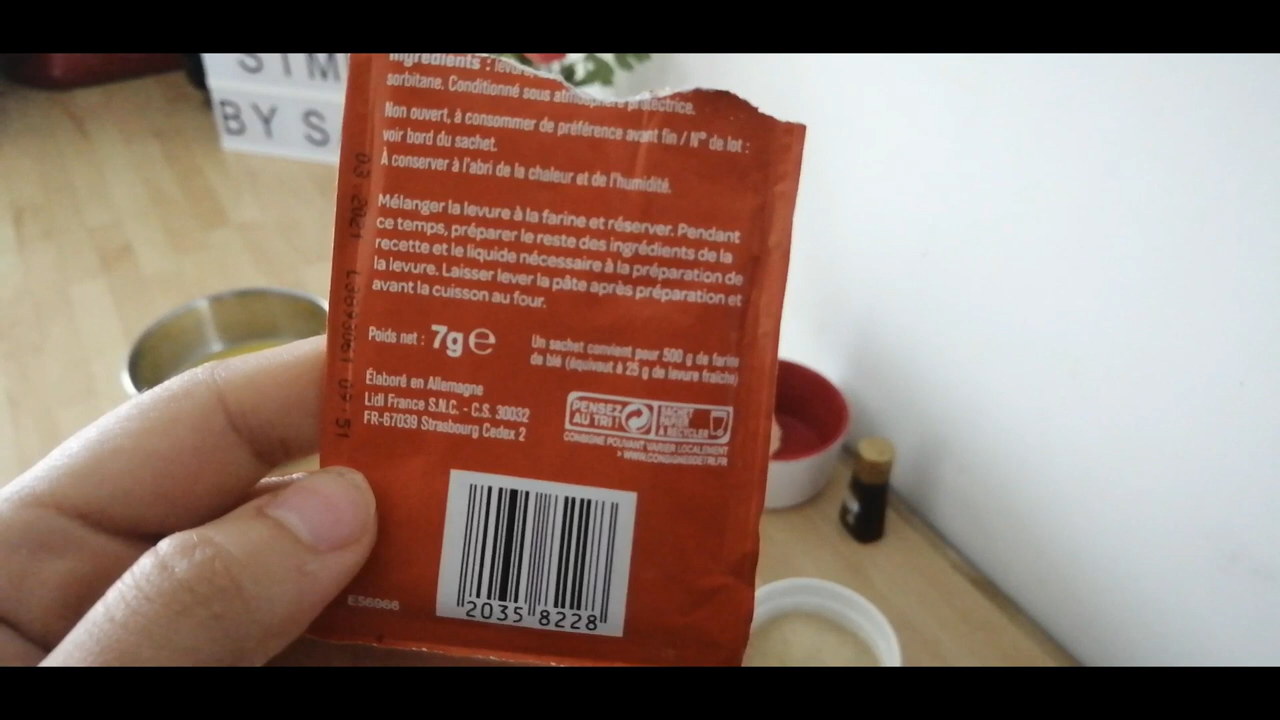 SIM
BY S
Ingrédients : levure,
sorbitane. Conditionné sous atmosphère protectrice.
Non ouvert, à consommer de préférence avant fin / N° de lot :
voir bord du sachet.
À conserver à l'abri de la chaleur et de l'humidité.
Mélanger la levure à la farine et réserver. Pendant
ce temps, préparer le reste des ingrédients de la
recette et le liquide nécessaire à la préparation de
la levure. Laisser lever la pâte après préparation et
avant la cuisson au four.
Poids net : 7g e
Un sachet convient pour 500 g de farine
de blé (équivaut à 25 g de levure fraîche)
Élaboré en Allemagne
Lidl France S.N.C. - C.S. 30032
FR-67039 Strasbourg Cedex 2
PENSEZ
AU TRI !
SACHET
PAPIER
À RECYCLER
CONSIGNE POUVANT VARIER LOCALEMENT
> WWW.CONSIGNESDETRI.FR
2035 8228
E56966
03 2021
09:51